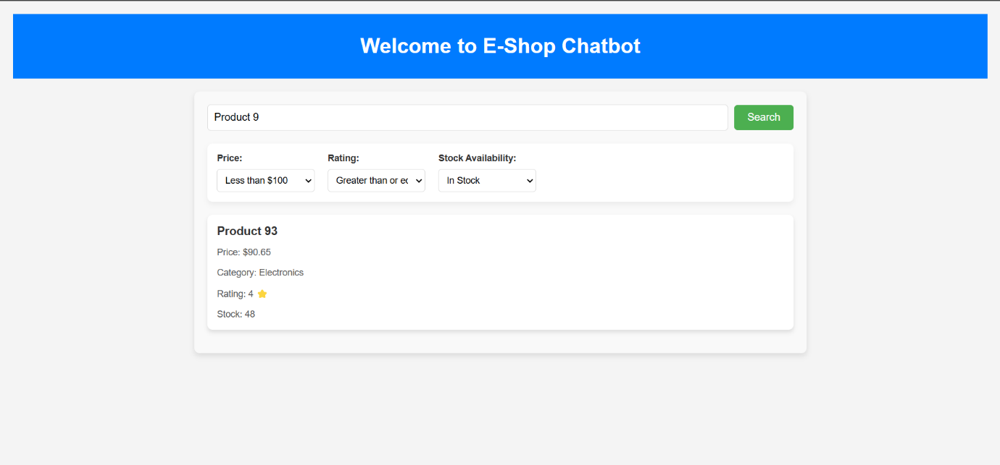 Welcome to E-Shop Chatbot
Product 9 Search
Price: Rating: Stock Availability:
Less than $100 Greater than or ec In Stock
Product 93
Price: $90.65
Category: Electronics
Rating: 4 ⭐
Stock: 48